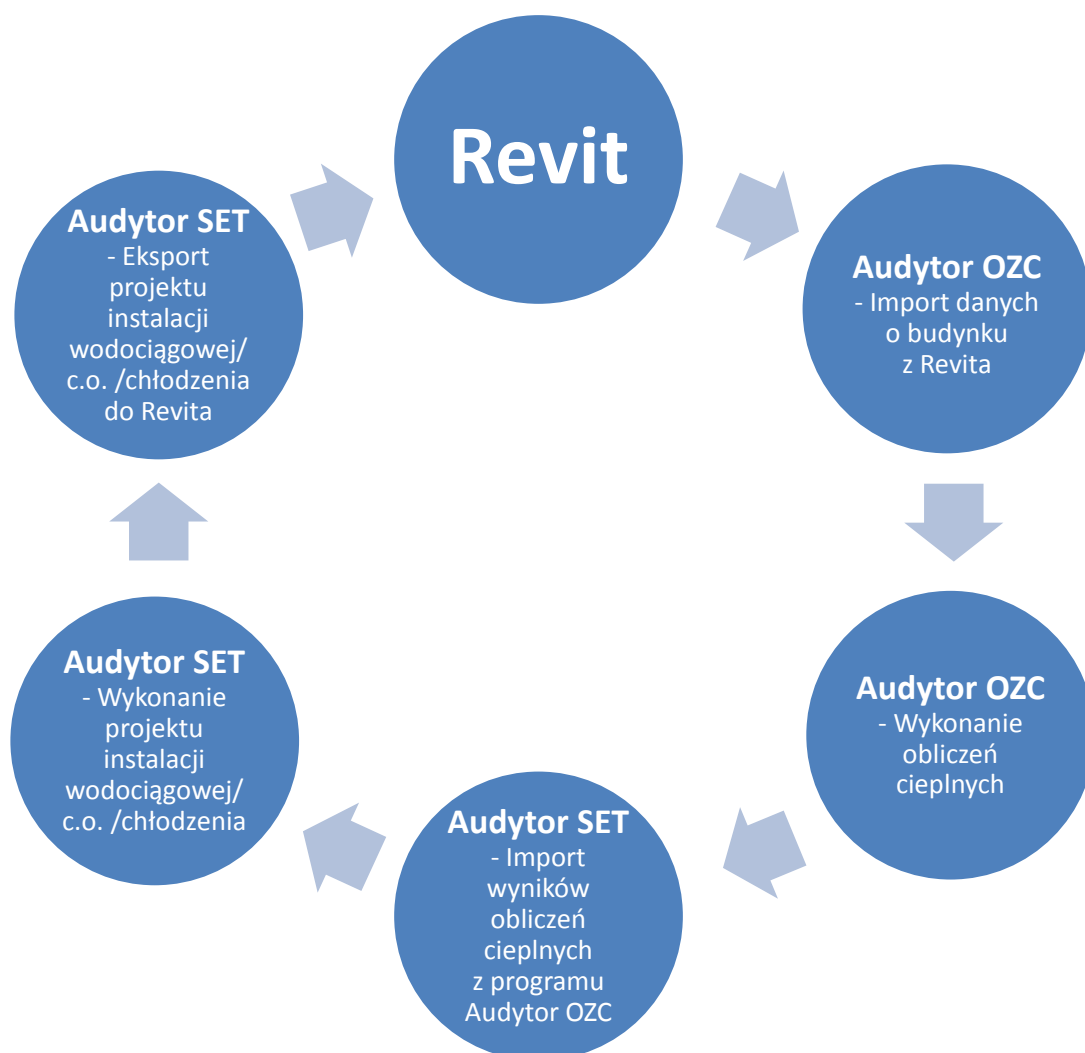 Revit
Audytor OZC
- Import danych
o budynku
z Revita
Audytor OZC
- Wykonanie
obliczeń
cieplnych
Audytor SET
- Import
wyników
obliczeń
cieplnych
z programu
Audytor OZC
Audytor SET
- Wykonanie
projektu
instalacji
wodociągowej/
c.o. /chłodzenia
Audytor SET
- Eksport
projektu
instalacji
wodociągowej/
c.o. /chłodzenia
do Revita